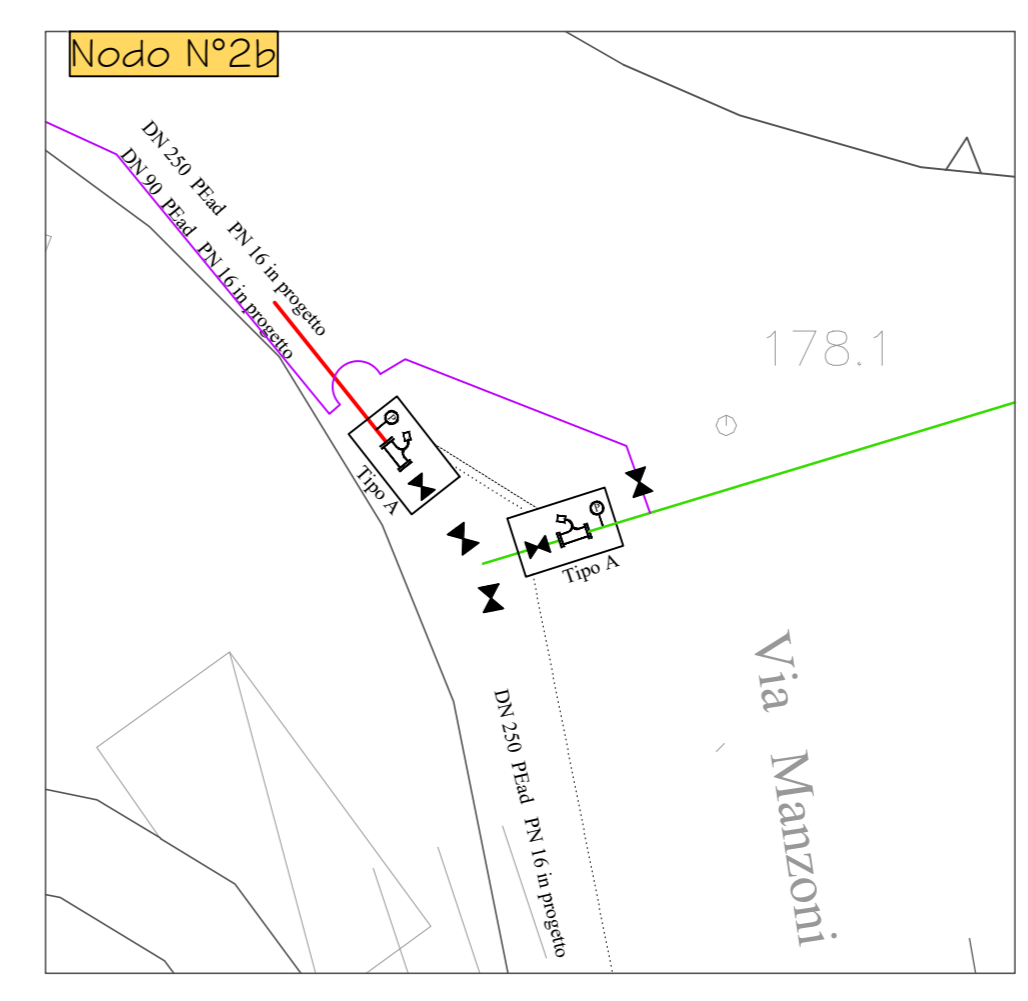 Nodo N°2b
DN 250 PEad PN 16 in progetto
DN 90 PEad PN 16 in progetto
178.1
P
Tipo A
P
Tipo A
Via Manzoni
DN 250 PEad PN 16 in progetto